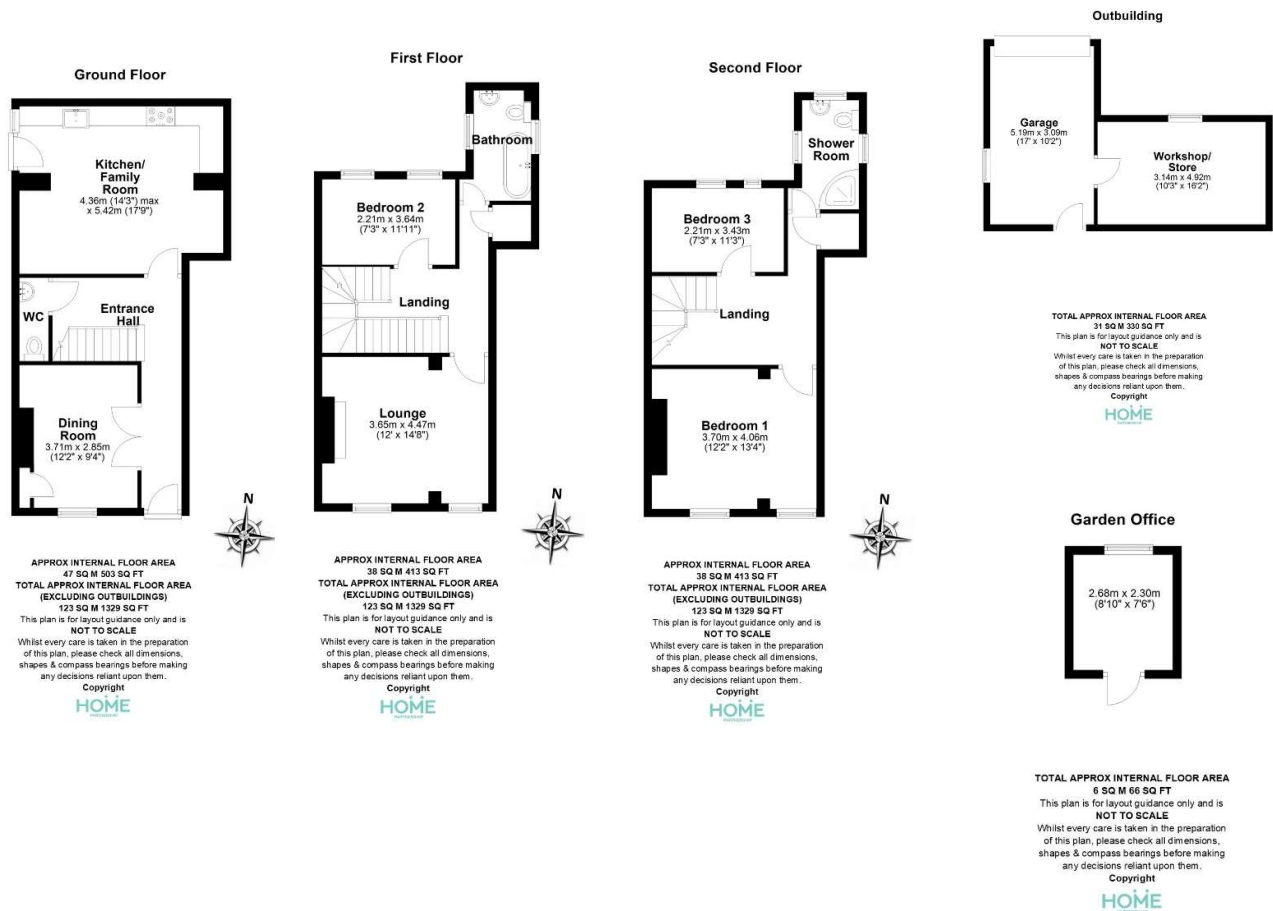 Ground Floor
Kitchen/
Family
Room
4.36m (14'3") max
x 5.42m (17'9")
WC
Entrance
Hall
Dining
Room
3.71m x 2.85m
(12'2" x 9'4")
N
APPROX INTERNAL FLOOR AREA
47 SQ M 503 SQ FT
TOTAL APPROX INTERNAL FLOOR AREA
(EXCLUDING OUTBUILDINGS)
123 SQ M 1329 SQ FT
This plan is for layout guidance only and is
NOT TO SCALE
Whilst every care is taken in the preparation
of this plan, please check all dimensions,
shapes & compass bearings before making
any decisions reliant upon them.
Copyright
HOME
PARTNERSHIP
First Floor
Bathroom
Bedroom 2
2.21m x 3.64m
(7'3" x 11'11")
Landing
Lounge
3.65m x 4.47m
(12' x 14'8")
N
APPROX INTERNAL FLOOR AREA
38 SQ M 413 SQ FT
TOTAL APPROX INTERNAL FLOOR AREA
(EXCLUDING OUTBUILDINGS)
123 SQ M 1329 SQ FT
This plan is for layout guidance only and is
NOT TO SCALE
Whilst every care is taken in the preparation
of this plan, please check all dimensions,
shapes & compass bearings before making
any decisions reliant upon them.
Copyright
HOME
PARTNERSHIP
Second Floor
Shower
Room
Bedroom 3
2.21m x 3.43m
(7'3" x 11'3")
Landing
Bedroom 1
3.70m x 4.06m
(12'2" x 13'4")
N
APPROX INTERNAL FLOOR AREA
38 SQ M 413 SQ FT
TOTAL APPROX INTERNAL FLOOR AREA
(EXCLUDING OUTBUILDINGS)
123 SQ M 1329 SQ FT
This plan is for layout guidance only and is
NOT TO SCALE
Whilst every care is taken in the preparation
of this plan, please check all dimensions,
shapes & compass bearings before making
any decisions reliant upon them.
Copyright
HOME
PARTNERSHIP
Outbuilding
Garage
5.19m x 3.09m
(17' x 10'2")
Workshop/
Store
3.14m x 4.92m
(10'3" x 16'2")
TOTAL APPROX INTERNAL FLOOR AREA
31 SQ M 330 SQ FT
This plan is for layout guidance only and is
NOT TO SCALE
Whilst every care is taken in the preparation
of this plan, please check all dimensions,
shapes & compass bearings before making
any decisions reliant upon them.
Copyright
HOME
PARTNERSHIP
Garden Office
2.68m x 2.30m
(8'10" x 7'6")
TOTAL APPROX INTERNAL FLOOR AREA
6 SQ M 66 SQ FT
This plan is for layout guidance only and is
NOT TO SCALE
Whilst every care is taken in the preparation
of this plan, please check all dimensions,
shapes & compass bearings before making
any decisions reliant upon them.
Copyright
HOME